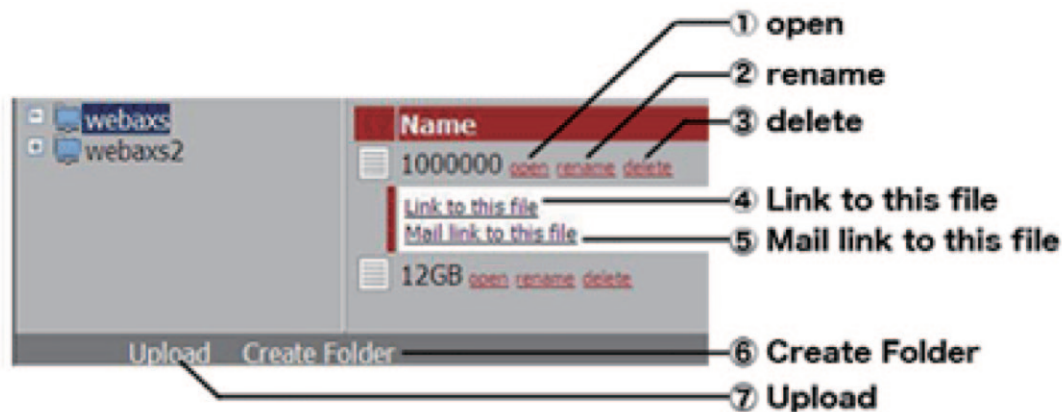 ① open
② rename
webaxs
Name
③ delete
webaxs2
1000000 open rename delete
Link to this file
④ Link to this file
Mail link to this file
⑤ Mail link to this file
12GB open rename delete
Upload Create Folder
⑥ Create Folder
⑦ Upload